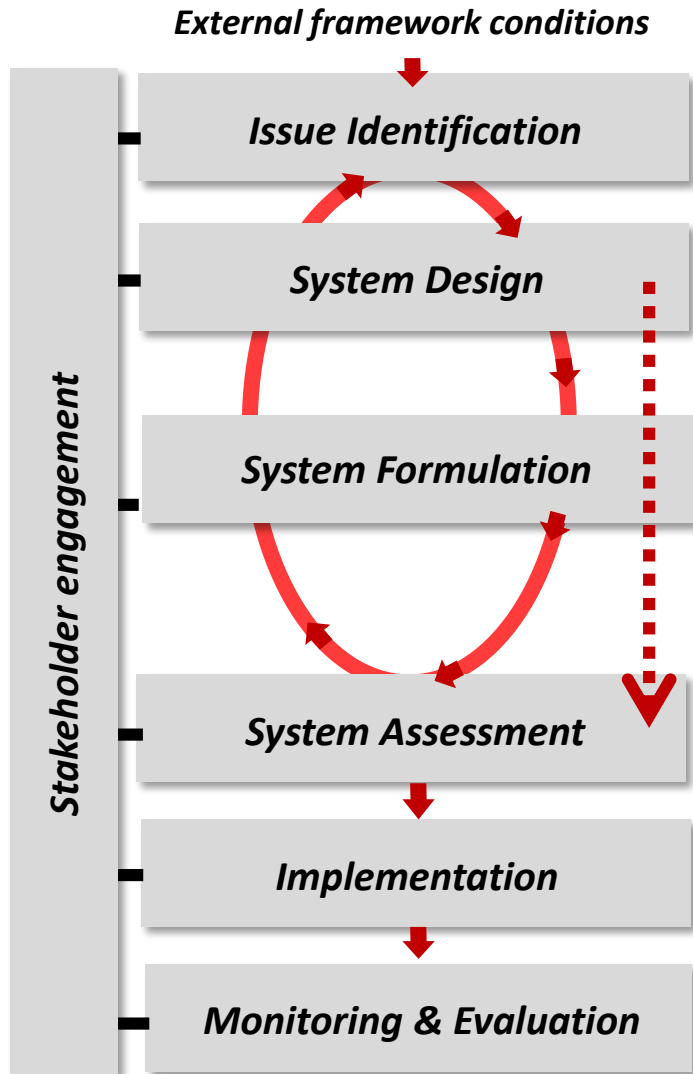 External framework conditions
Issue Identification
System Design
System Formulation
System Assessment
Implementation
Monitoring & Evaluation
Stakeholder engagement